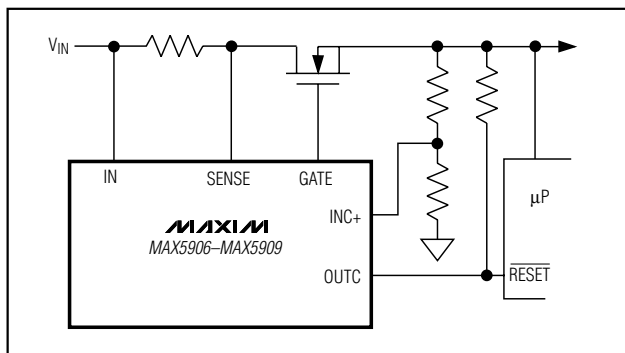 VIN
IN
SENSE
GATE
INC+
MAXIM
MAX5906–MAX5909
OUTC
µP
RESET